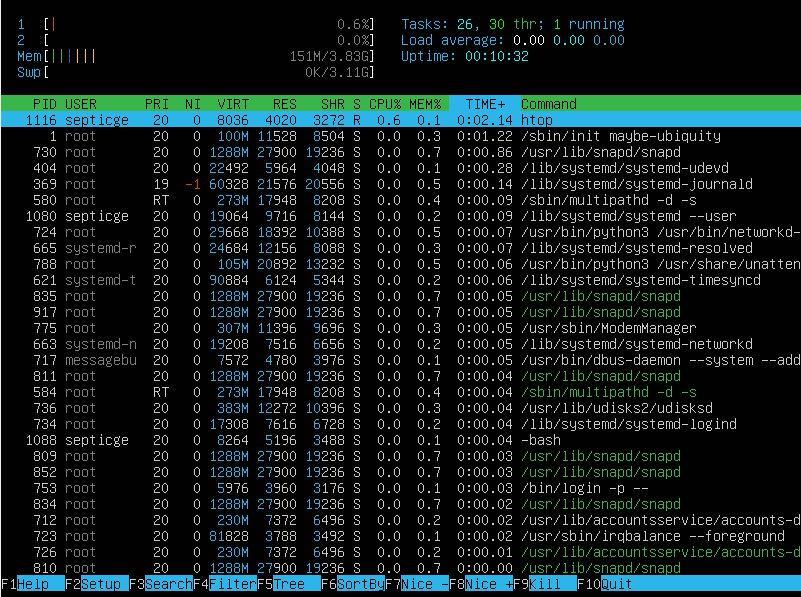 1 [| 0.6%] Tasks: 26, 30 thr; 1 running
2 [ 0.0%] Load average: 0.00 0.00 0.00
Mem[|||||| 151M/3.83G] Uptime: 00:10:32
Swp[ 0K/3.11G]
PID USER PRI NI VIRT RES SHR S CPU% MEM% TIME+ Command
1116 septicge 20 0 8036 4020 3272 R 0.6 0.1 0:02.14 htop
1 root 20 0 100M 11528 8504 S 0.0 0.3 0:01.22 /sbin/init maybe-ubiquity
730 root 20 0 1288M 27900 19236 S 0.0 0.7 0:00.86 /usr/lib/snapd/snapd
404 root 20 0 22492 5964 4048 S 0.0 0.1 0:00.28 /lib/systemd/systemd-udevd
369 root 19 -1 60328 21576 20556 S 0.0 0.5 0:00.14 /lib/systemd/systemd-journald
580 root RT 0 273M 17948 8208 S 0.0 0.4 0:00.09 /sbin/multipathd -d -s
1080 septicge 20 0 19064 9716 8144 S 0.0 0.2 0:00.09 /lib/systemd/systemd --user
724 root 20 0 29668 18392 10388 S 0.0 0.5 0:00.07 /usr/bin/python3 /usr/bin/networkd-
665 systemd-r 20 0 24684 12156 8088 S 0.0 0.3 0:00.07 /lib/systemd/systemd-resolved
788 root 20 0 105M 20892 13232 S 0.0 0.5 0:00.06 /usr/bin/python3 /usr/share/unatten
621 systemd-t 20 0 90884 6124 5344 S 0.0 0.2 0:00.06 /lib/systemd/systemd-timesyncd
835 root 20 0 1288M 27900 19236 S 0.0 0.7 0:00.05 /usr/lib/snapd/snapd
917 root 20 0 1288M 27900 19236 S 0.0 0.7 0:00.05 /usr/lib/snapd/snapd
775 root 20 0 307M 11396 9696 S 0.0 0.3 0:00.05 /usr/sbin/ModemManager
663 systemd-n 20 0 19208 7516 6656 S 0.0 0.2 0:00.05 /lib/systemd/systemd-networkd
717 messagebu 20 0 7572 4780 3976 S 0.0 0.1 0:00.05 /usr/bin/dbus-daemon --system --add
811 root 20 0 1288M 27900 19236 S 0.0 0.7 0:00.04 /usr/lib/snapd/snapd
584 root RT 0 273M 17948 8208 S 0.0 0.4 0:00.04 /sbin/multipathd -d -s
736 root 20 0 383M 12272 10396 S 0.0 0.3 0:00.04 /usr/lib/udisks2/udisksd
734 root 20 0 17308 7616 6728 S 0.0 0.2 0:00.04 /lib/systemd/systemd-logind
1088 septicge 20 0 8264 5196 3488 S 0.0 0.1 0:00.04 -bash
809 root 20 0 1288M 27900 19236 S 0.0 0.7 0:00.03 /usr/lib/snapd/snapd
852 root 20 0 1288M 27900 19236 S 0.0 0.7 0:00.03 /usr/lib/snapd/snapd
753 root 20 0 5976 3960 3176 S 0.0 0.1 0:00.03 /bin/login -p --
834 root 20 0 1288M 27900 19236 S 0.0 0.7 0:00.02 /usr/lib/snapd/snapd
712 root 20 0 230M 7372 6496 S 0.0 0.2 0:00.02 /usr/lib/accountsservice/accounts-d
723 root 20 0 81828 3788 3492 S 0.0 0.1 0:00.02 /usr/sbin/irqbalance --foreground
726 root 20 0 230M 7372 6496 S 0.0 0.2 0:00.01 /usr/lib/accountsservice/accounts-d
810 root 20 0 1288M 27900 19236 S 0.0 0.7 0:00.00 /usr/lib/snapd/snapd
F1Help F2Setup F3SearchF4FilterF5Tree F6SortByF7Nice -F8Nice +F9Kill F10Quit